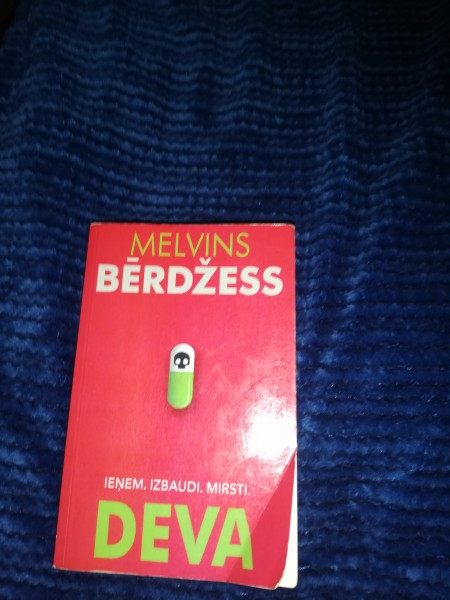 MELVINS
BĒRDŽESS
IEŅEM. IZBAUDI. MIRSTI.
DEVA